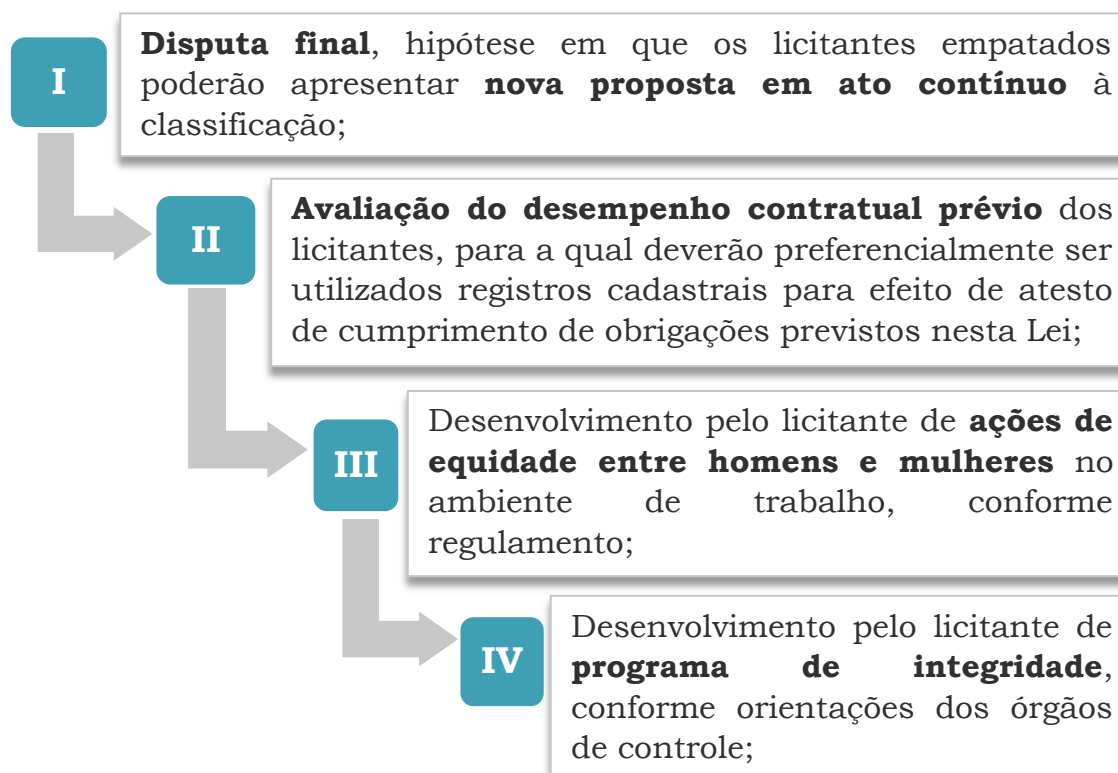 I
Disputa final, hipótese em que os licitantes empatados
poderão apresentar nova proposta em ato contínuo à
classificação;
II
Avaliação do desempenho contratual prévio dos
licitantes, para a qual deverão preferencialmente ser
utilizados registros cadastrais para efeito de atesto
de cumprimento de obrigações previstos nesta Lei;
III
Desenvolvimento pelo licitante de ações de
equidade entre homens e mulheres no
ambiente de trabalho, conforme
regulamento;
IV
Desenvolvimento pelo licitante de
programa de integridade,
conforme orientações dos órgãos
de controle;